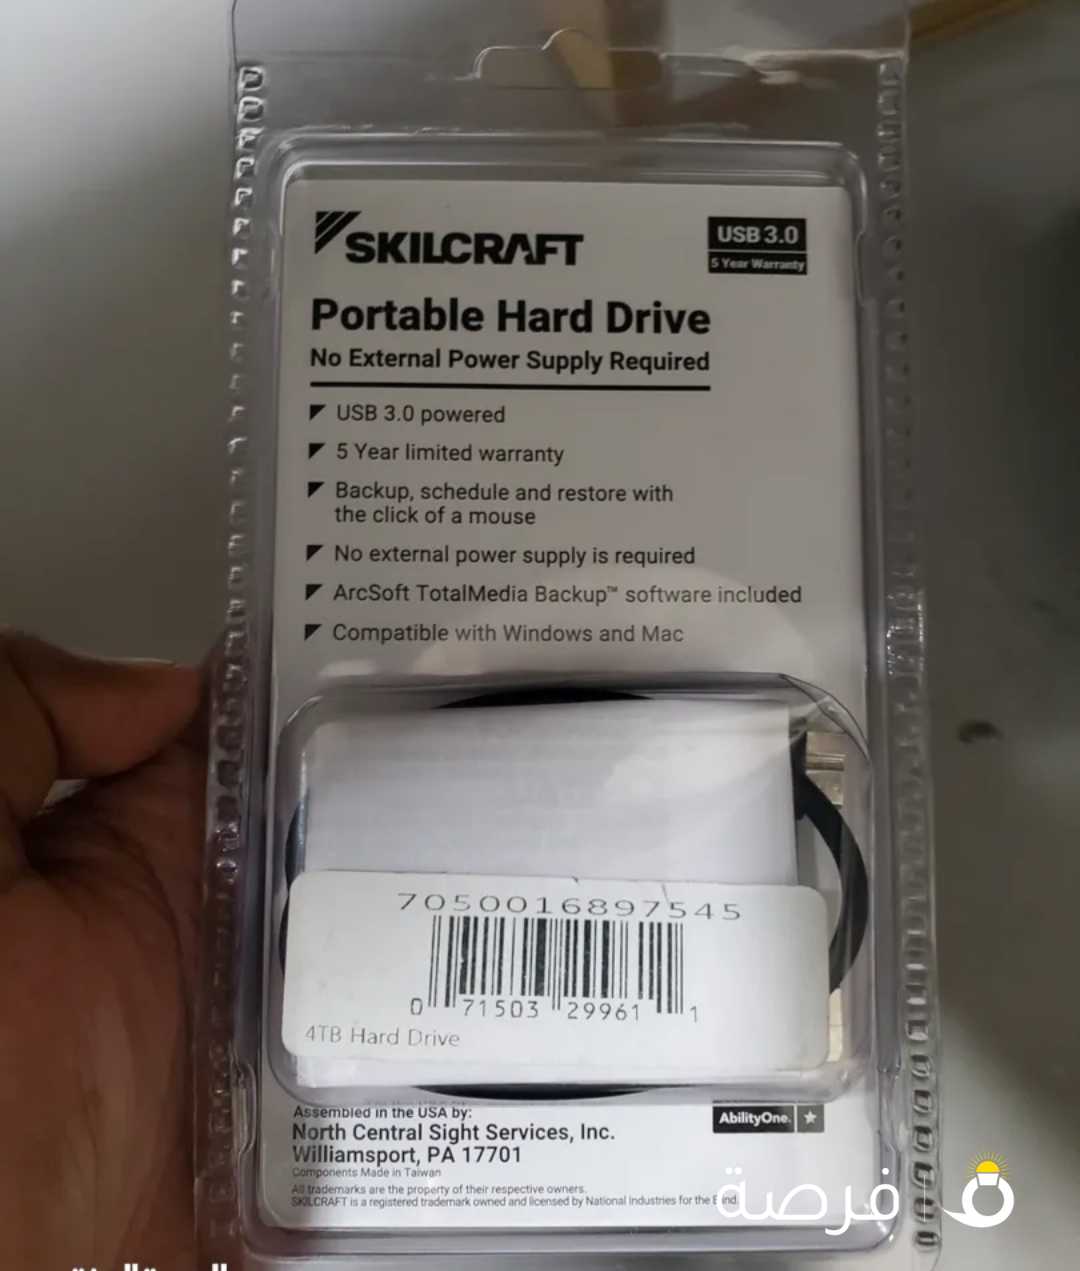 SKILCRAFT
USB 3.0
5 Year Warranty
Portable Hard Drive
No External Power Supply Required
USB 3.0 powered
5 Year limited warranty
Backup, schedule and restore with
the click of a mouse
No external power supply is required
ArcSoft TotalMedia Backup™ software included
Compatible with Windows and Mac
7050016897545
0 71503 29961 1
4TB Hard Drive
Assembled in the USA by:
North Central Sight Services, Inc.
Williamsport, PA 17701
AbilityOne.
Components Made in Taiwan
All trademarks are the property of their respective owners.
SKILCRAFT is a registered trademark owned and licensed by National Industries for the Blind.
فرصة